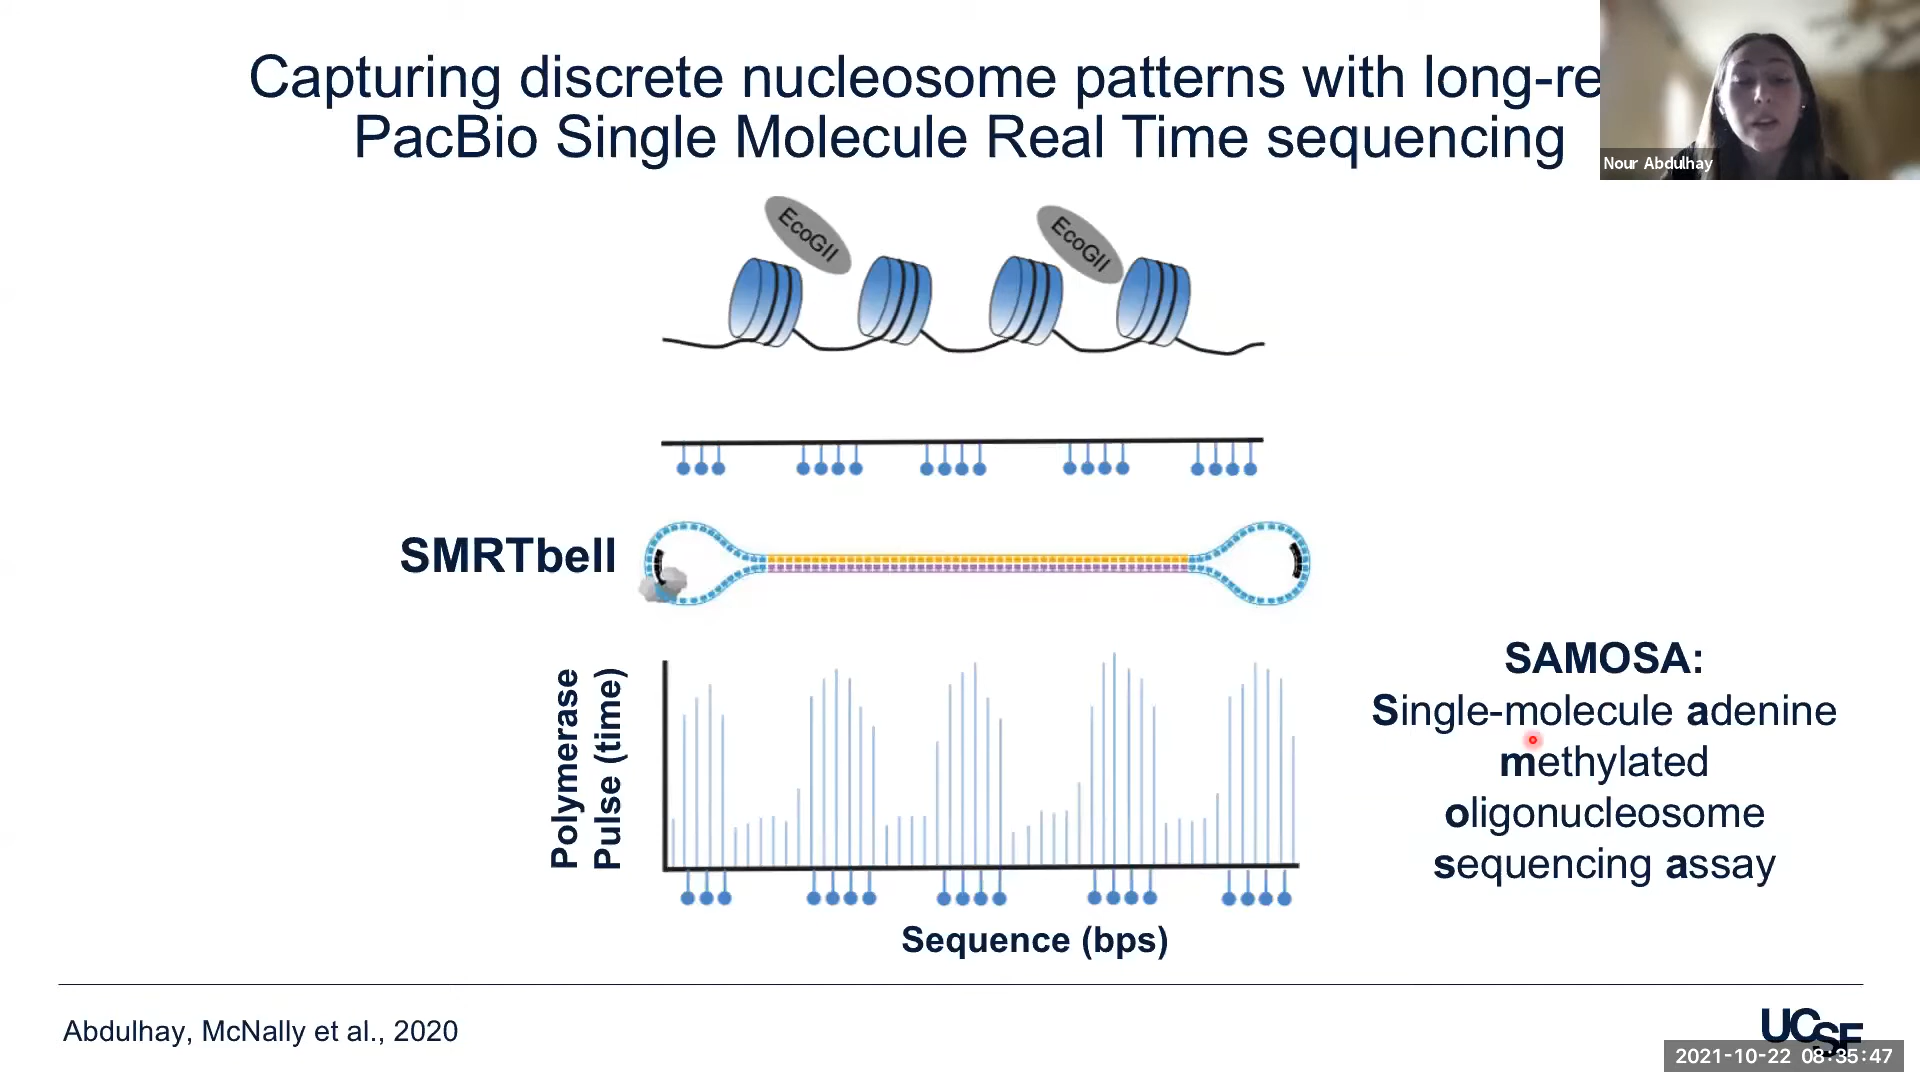 Capturing discrete nucleosome patterns with long-re
PacBio Single Molecule Real Time sequencing
Nour Abdulhay
EcoGII
EcoGII
SMRTbell
Polymerase
Pulse (time)
Sequence (bps)
SAMOSA:
Single-molecule adenine
methylated
oligonucleosome
sequencing assay
Abdulhay, McNally et al., 2020
UCSF
2021-10-22 08:35:47